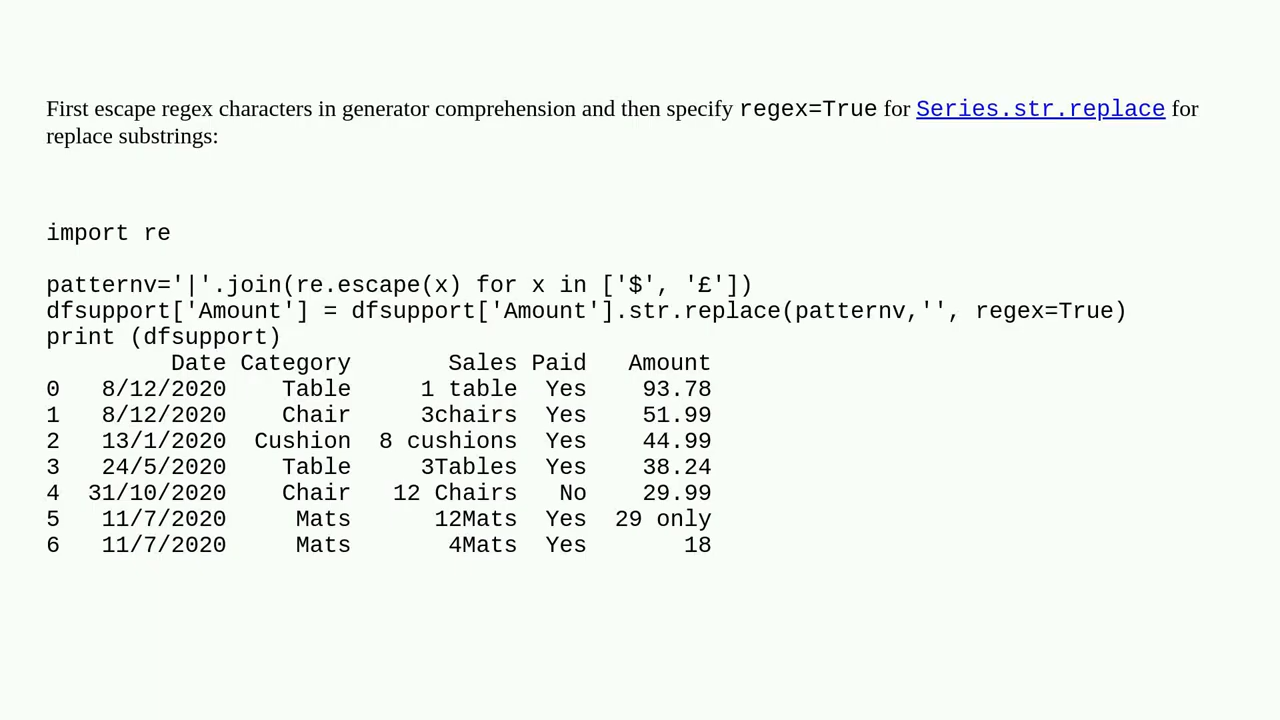 First escape regex characters in generator comprehension and then specify regex=True for Series.str.replace for
replace substrings:
import re
patternv='|'.join(re.escape(x) for x in ['$', '£'])
dfsupport['Amount'] = dfsupport['Amount'].str.replace(patternv,'', regex=True)
print (dfsupport)
         Date Category       Sales Paid   Amount
0   8/12/2020    Table     1 table  Yes    93.78
1   8/12/2020    Chair     3chairs  Yes    51.99
2   13/1/2020  Cushion  8 cushions  Yes    44.99
3   24/5/2020    Table     3Tables  Yes    38.24
4  31/10/2020    Chair   12 Chairs   No    29.99
5   11/7/2020     Mats      12Mats  Yes  29 only
6   11/7/2020     Mats       4Mats  Yes       18